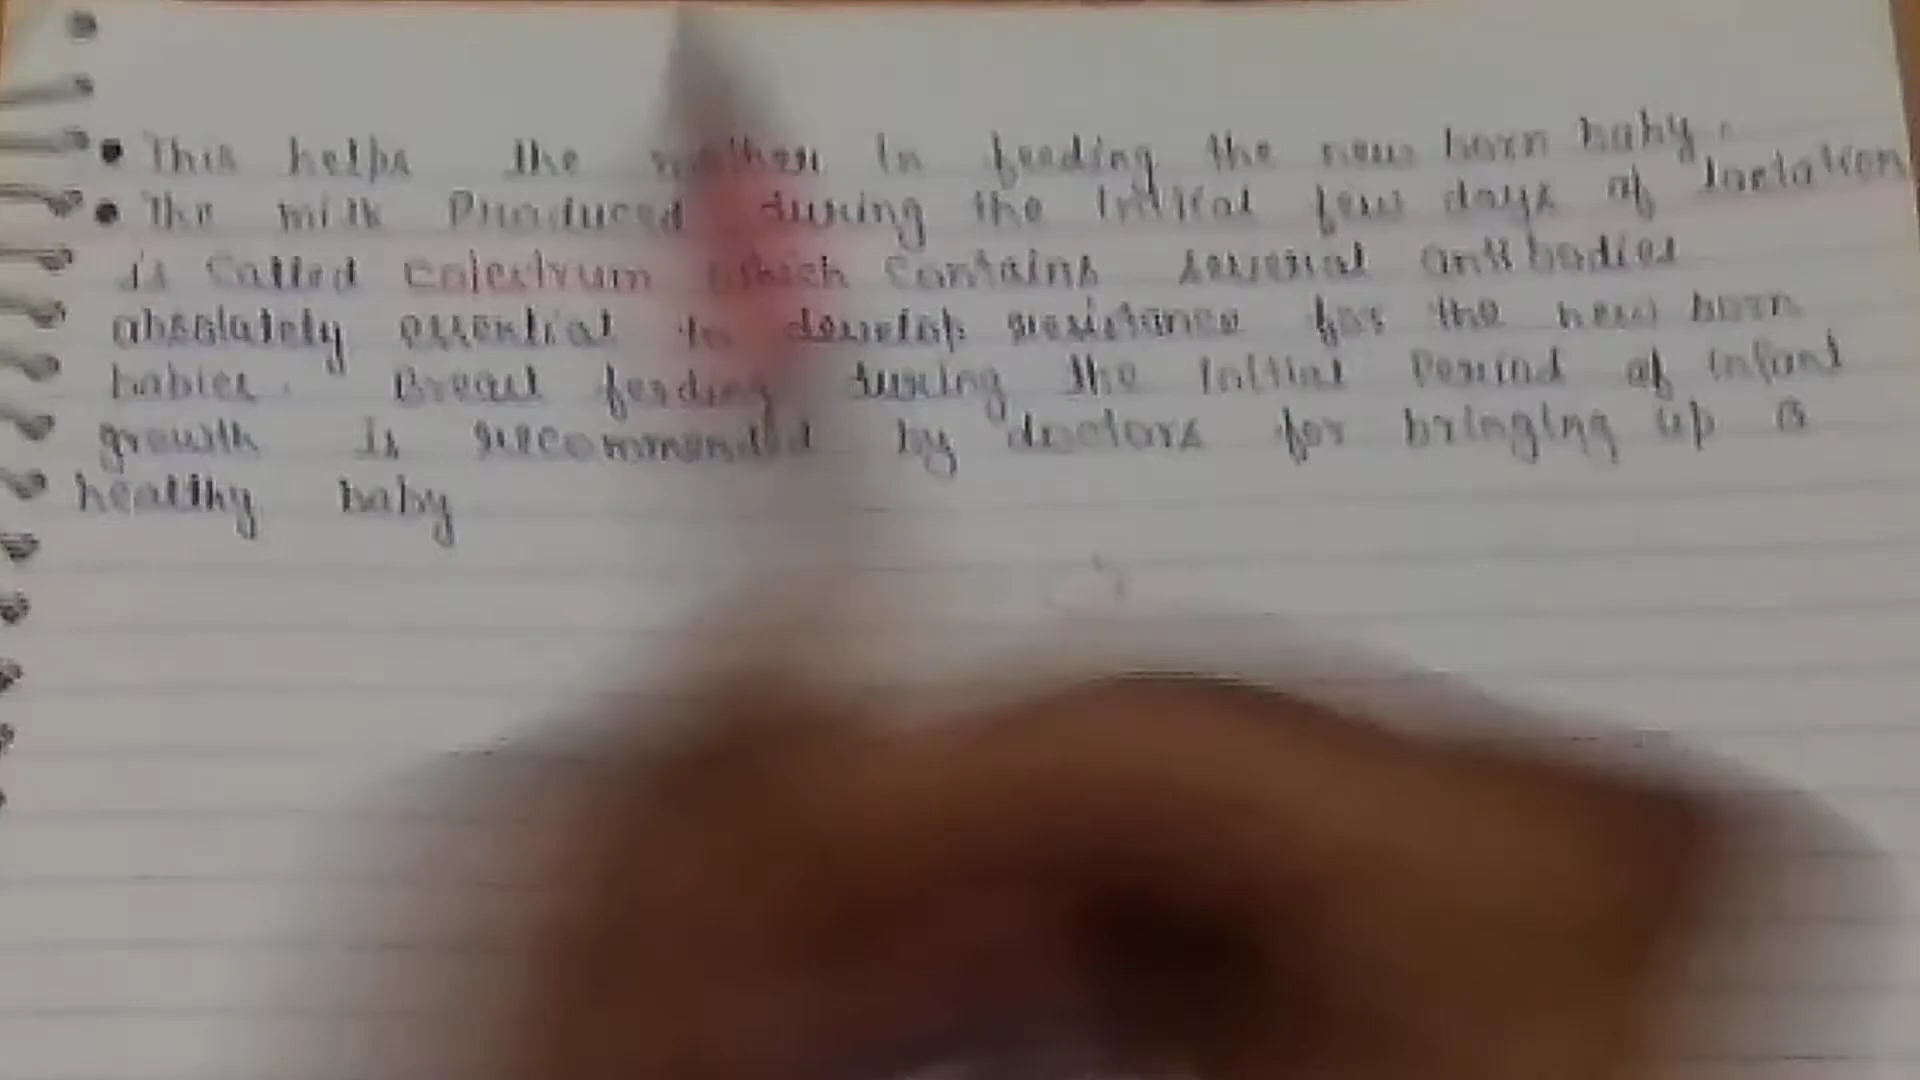 • This helps the mother in feeding the new born baby.
• The milk Produced during the initial few days of lactation
is called colestrum which contains several antibodies
absolutely essential to develop resistance for the new born
babies. Breast feeding during the initial Period of infant
growth is recommended by doctors for bringing up a
healthy baby